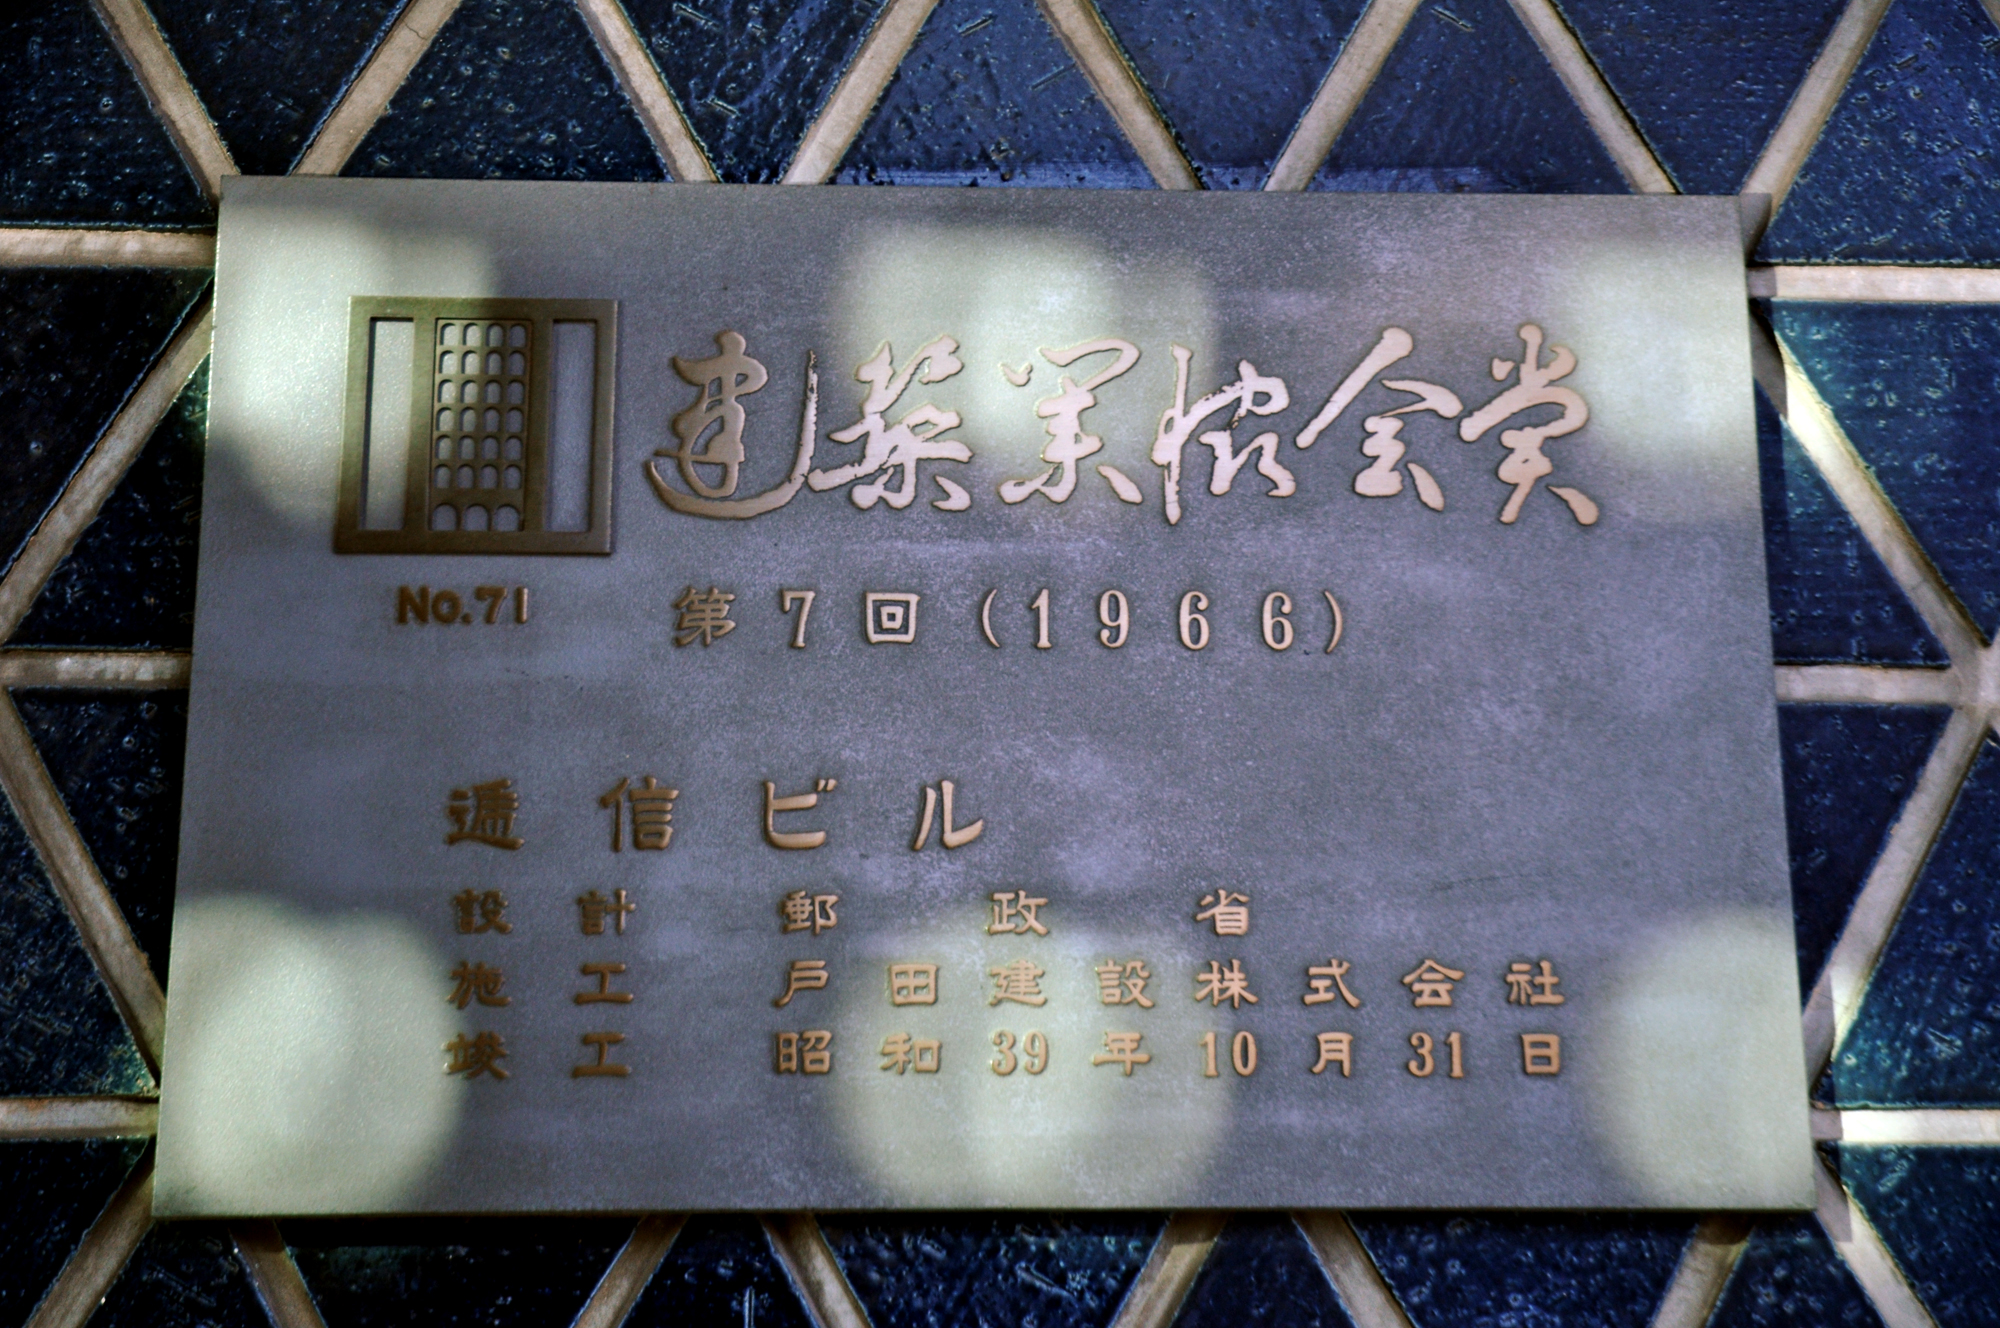 建築業協会賞
No.71
第7回(1966)
逓信ビル
設計 郵政省
施工 戸田建設株式会社
竣工 昭和39年10月31日